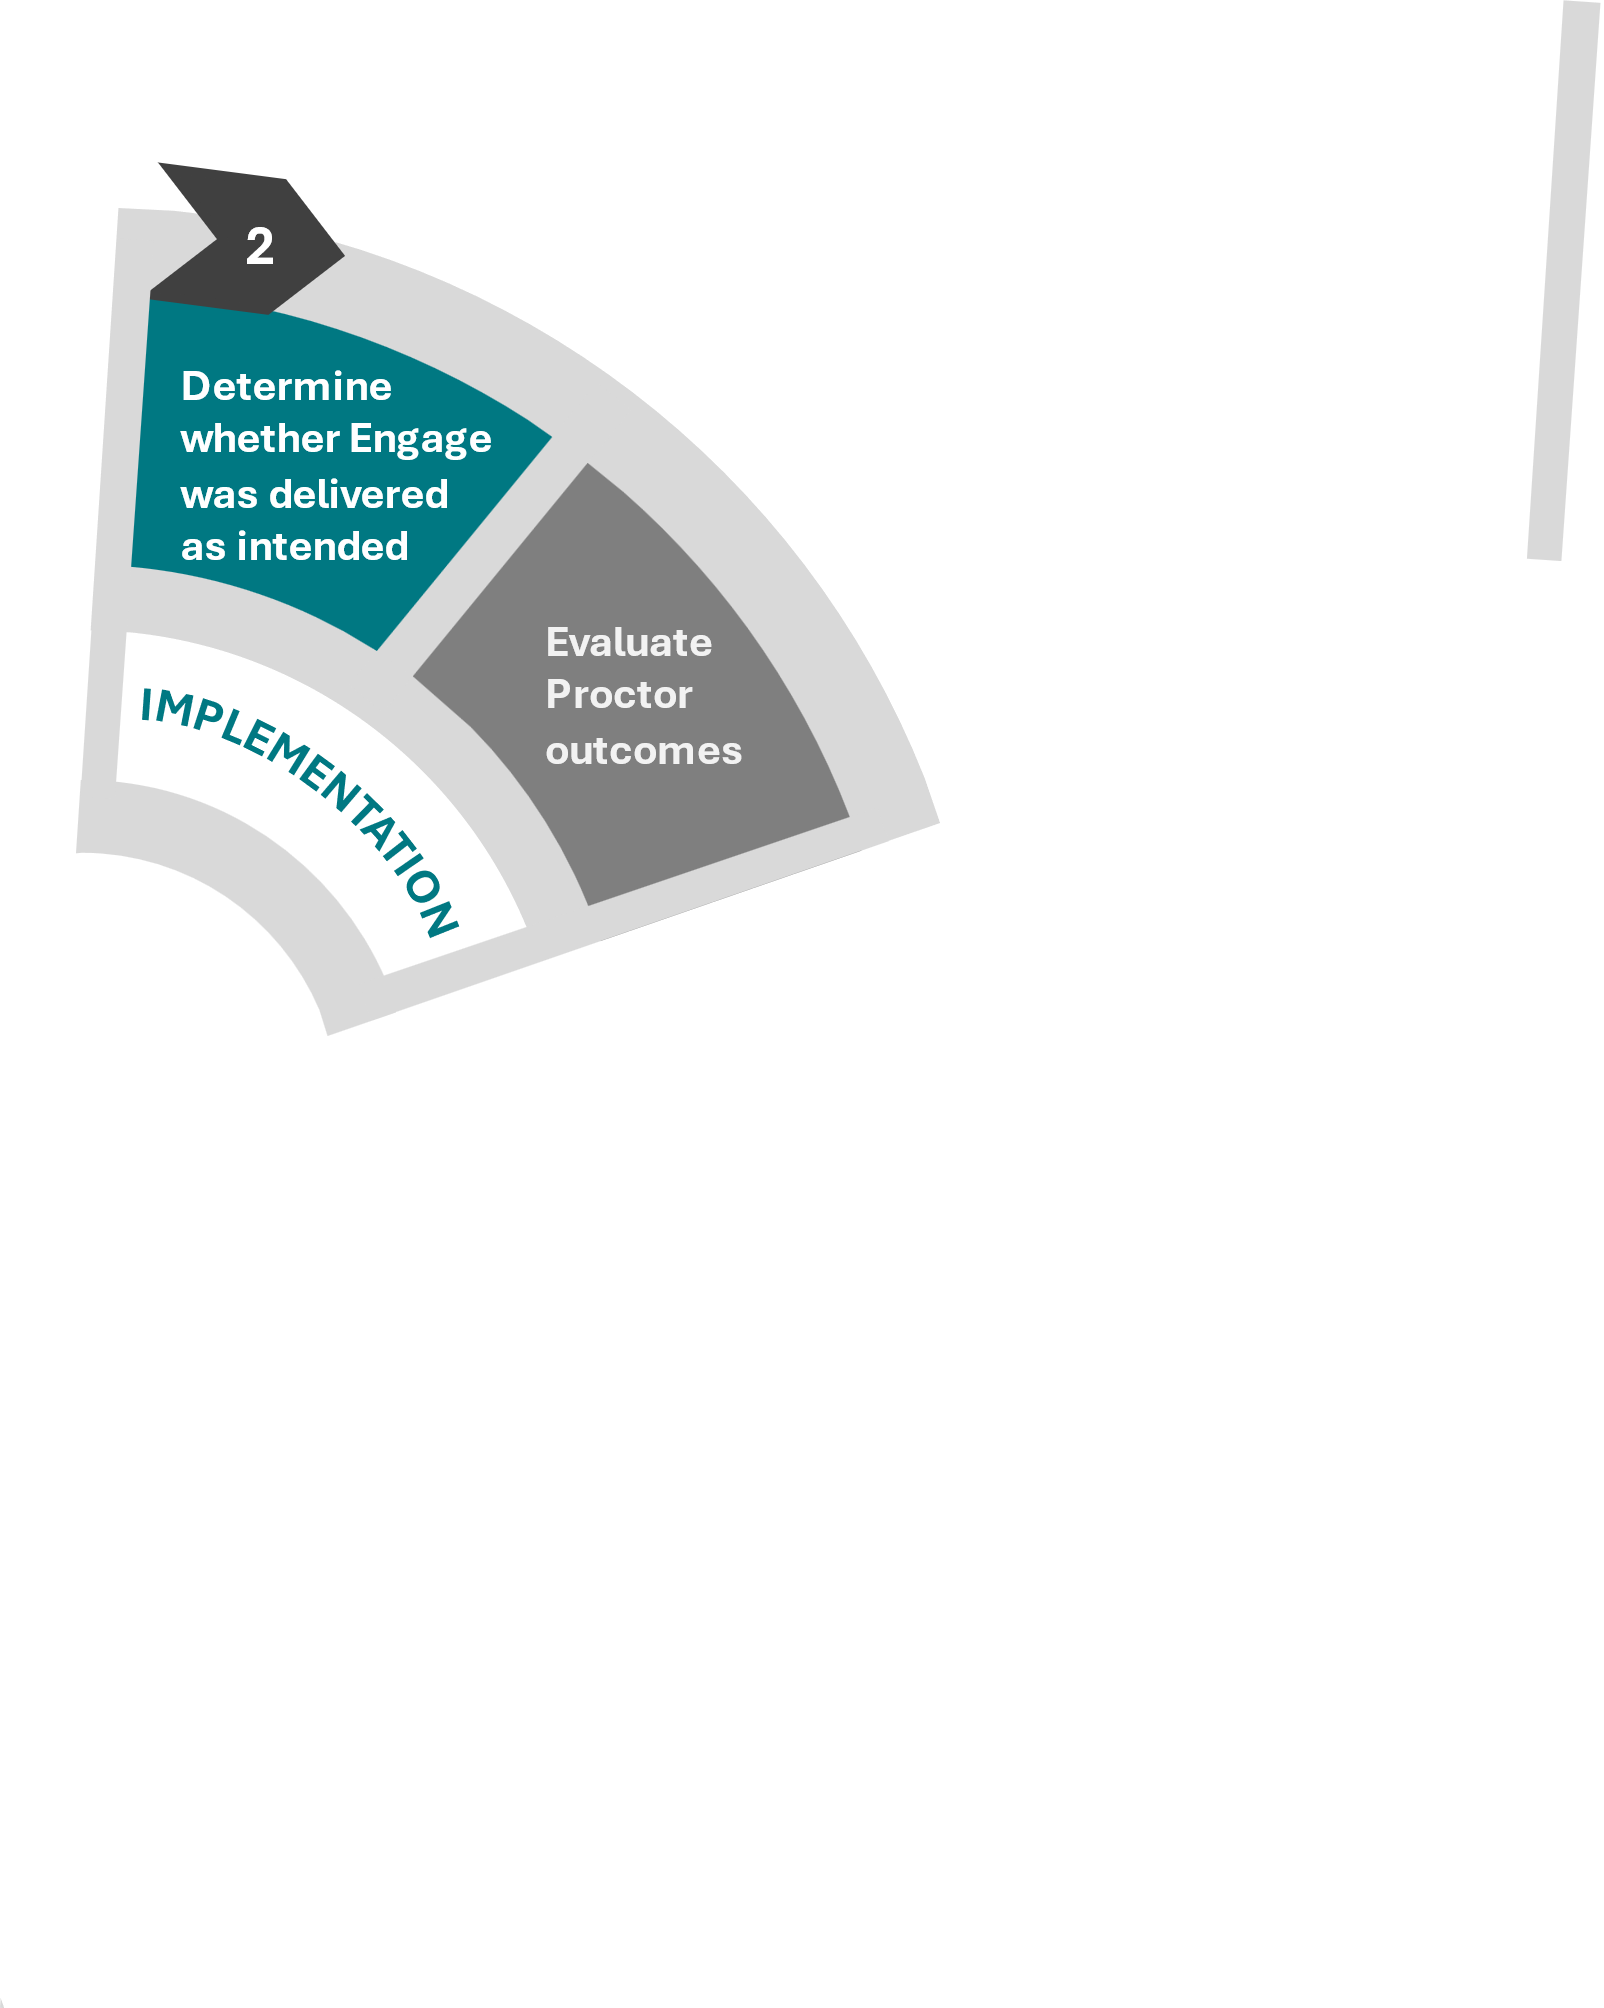 2
Determine
whether Engage
was delivered
as intended
Evaluate
Proctor
outcomes
IMPLEMENTATION